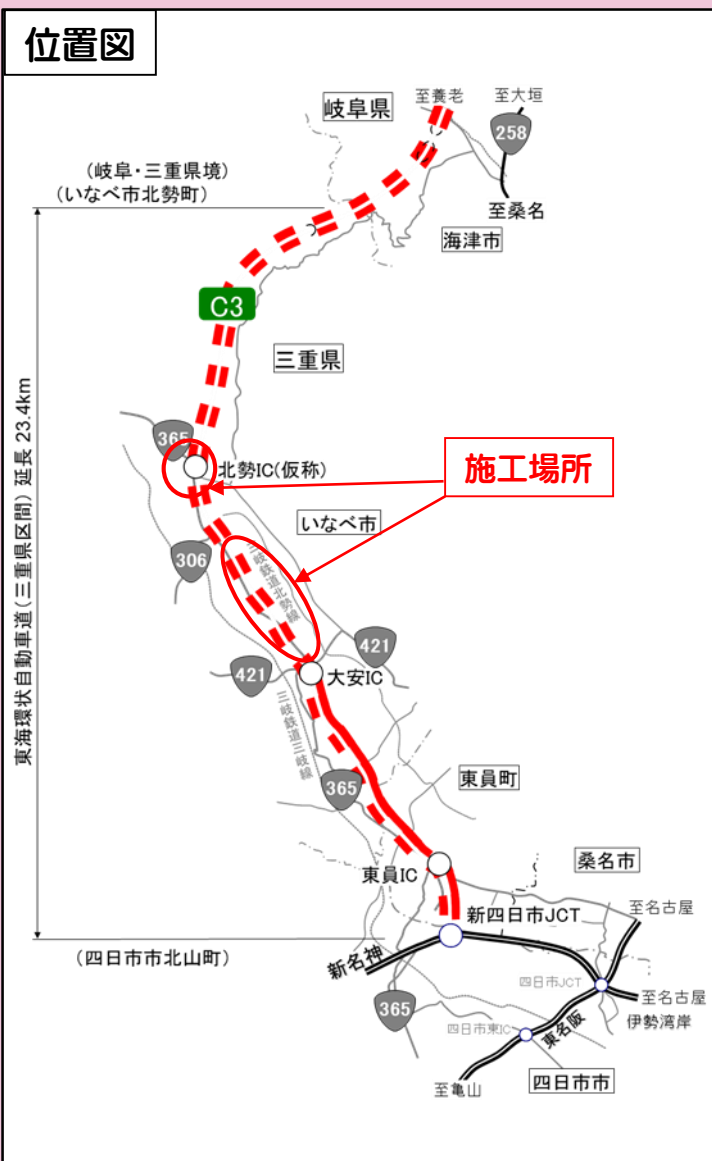 位置図
岐阜県
至養老
至大垣
258
至桑名
(岐阜・三重県境)
(いなべ市北勢町)
海津市
C3
三重県
東海環状自動車道(三重県区間) 延長 23.4km
365
北勢IC(仮称)
施工場所
いなべ市
306
三岐鉄道北勢線
421
421
大安IC
三岐鉄道三岐線
365
東員町
東員IC
桑名市
新四日市JCT
至名古屋
(四日市市北山町)
新名神
四日市JCT
365
至名古屋
伊勢湾岸
四日市東IC
東名阪
至亀山
四日市市